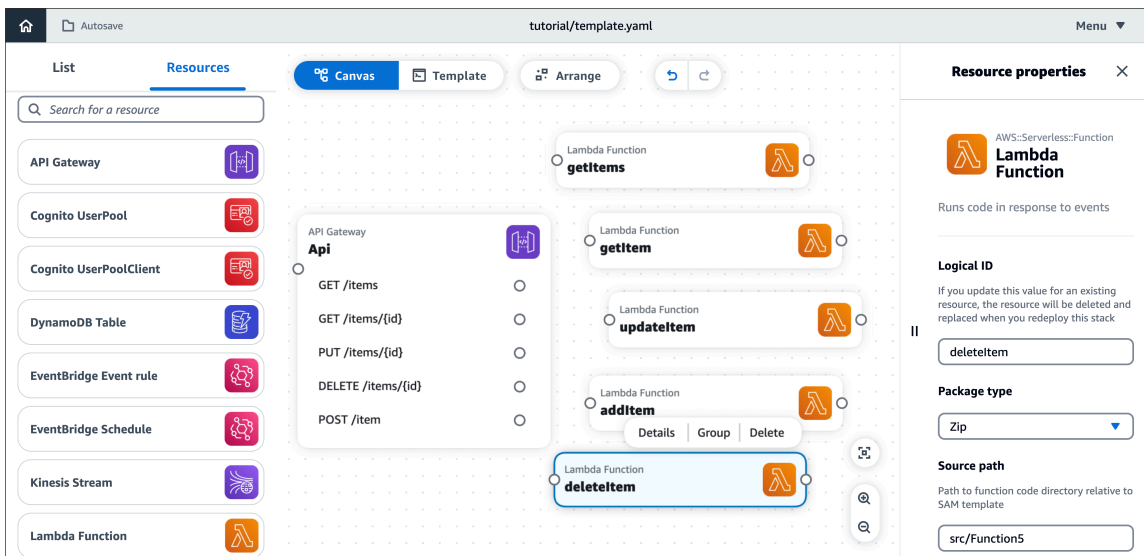 Autosave
tutorial/template.yaml
Menu
List
Resources
Search for a resource
API Gateway
Cognito UserPool
Cognito UserPoolClient
DynamoDB Table
EventBridge Event rule
EventBridge Schedule
Kinesis Stream
Lambda Function
Canvas
Template
Arrange
API Gateway
Api
GET /items
GET /items/{id}
PUT /items/{id}
DELETE /items/{id}
POST /item
Lambda Function
getItems
Lambda Function
getItem
Lambda Function
updateItem
Lambda Function
addItem
Details
Group
Delete
Lambda Function
deleteItem
Resource properties
AWS::Serverless::Function
Lambda
Function
Runs code in response to events
Logical ID
If you update this value for an existing
resource, the resource will be deleted and
replaced when you redeploy this stack
deleteItem
Package type
Zip
Source path
Path to function code directory relative to
SAM template
src/Function5